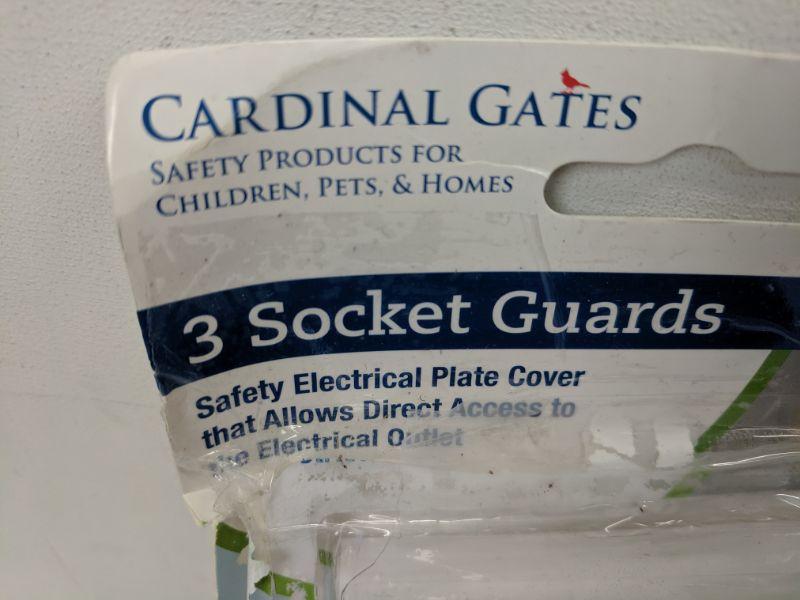 CARDINAL GATES
SAFETY PRODUCTS FOR
CHILDREN, PETS, & HOMES
3 Socket Guards
Safety Electrical Plate Cover
that Allows Direct Access to
the Electrical Outlet